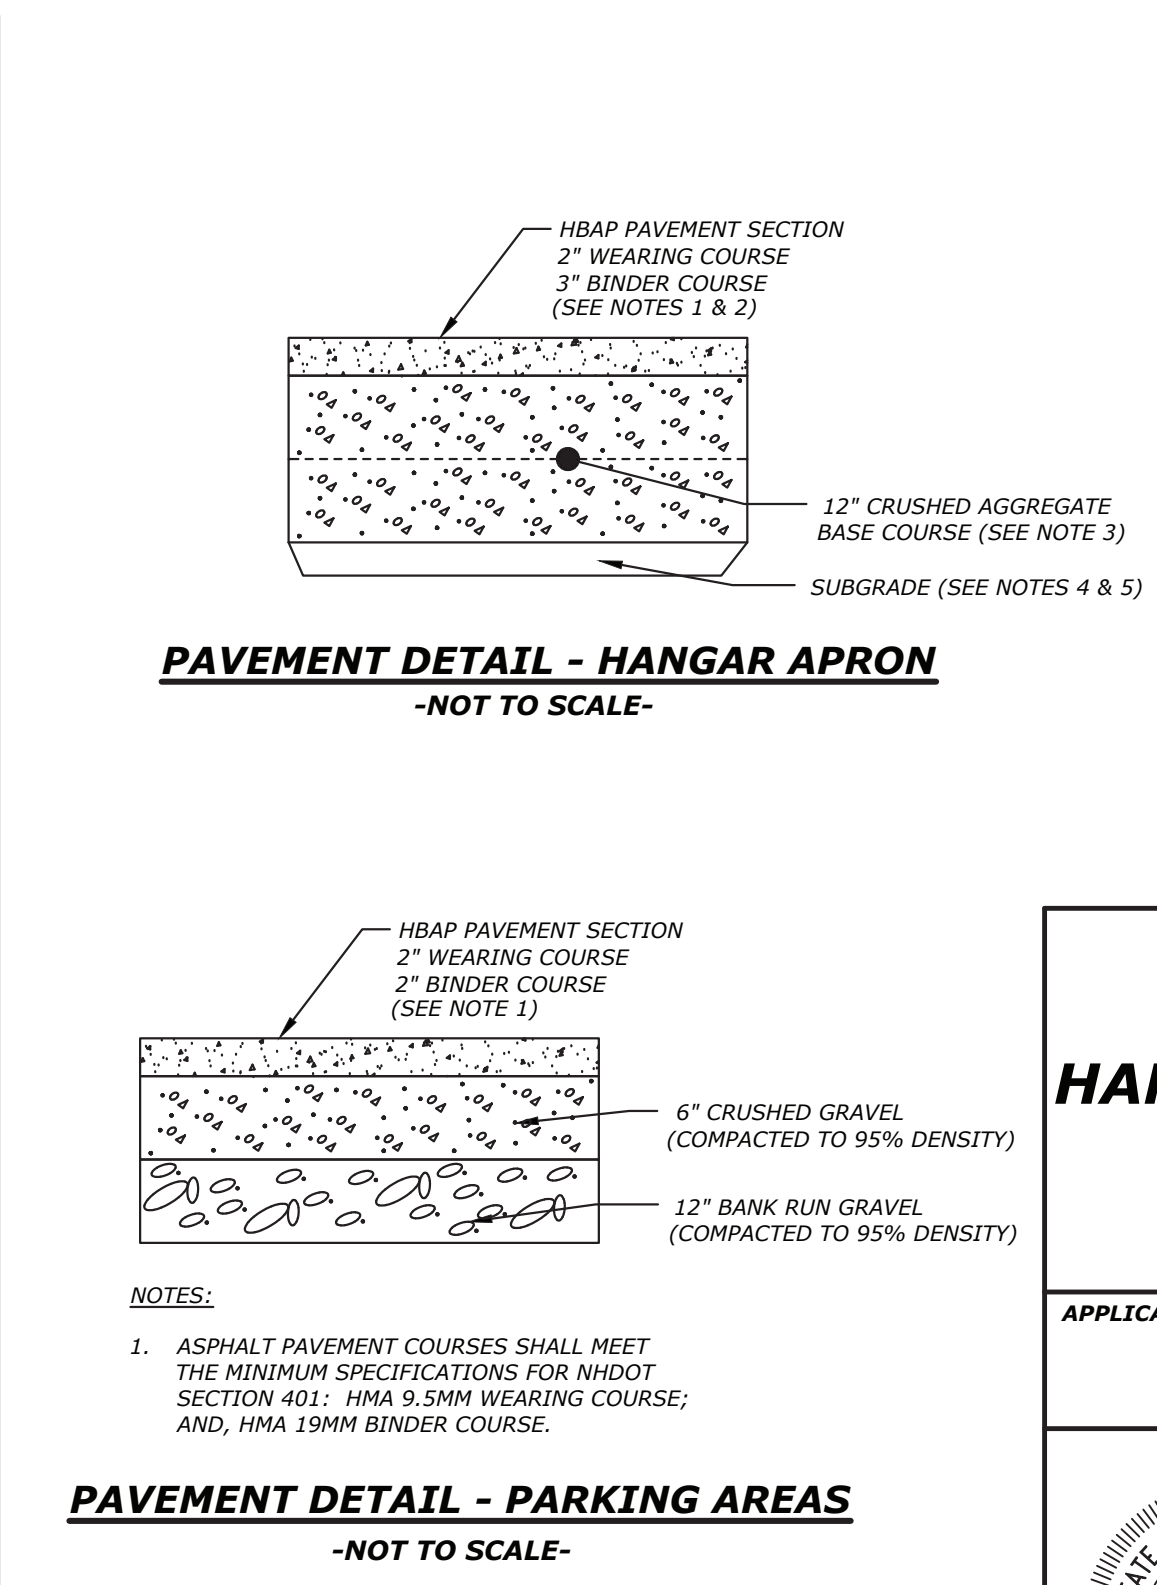 HBAP PAVEMENT SECTION
2" WEARING COURSE
3" BINDER COURSE
(SEE NOTES 1 & 2)
12" CRUSHED AGGREGATE
BASE COURSE (SEE NOTE 3)
SUBGRADE (SEE NOTES 4 & 5)
PAVEMENT DETAIL - HANGAR APRON
-NOT TO SCALE-
HBAP PAVEMENT SECTION
2" WEARING COURSE
2" BINDER COURSE
(SEE NOTE 1)
6" CRUSHED GRAVEL
(COMPACTED TO 95% DENSITY)
12" BANK RUN GRAVEL
(COMPACTED TO 95% DENSITY)
NOTES:
1. ASPHALT PAVEMENT COURSES SHALL MEET
THE MINIMUM SPECIFICATIONS FOR NHDOT
SECTION 401: HMA 9.5MM WEARING COURSE;
AND, HMA 19MM BINDER COURSE.
PAVEMENT DETAIL - PARKING AREAS
-NOT TO SCALE-